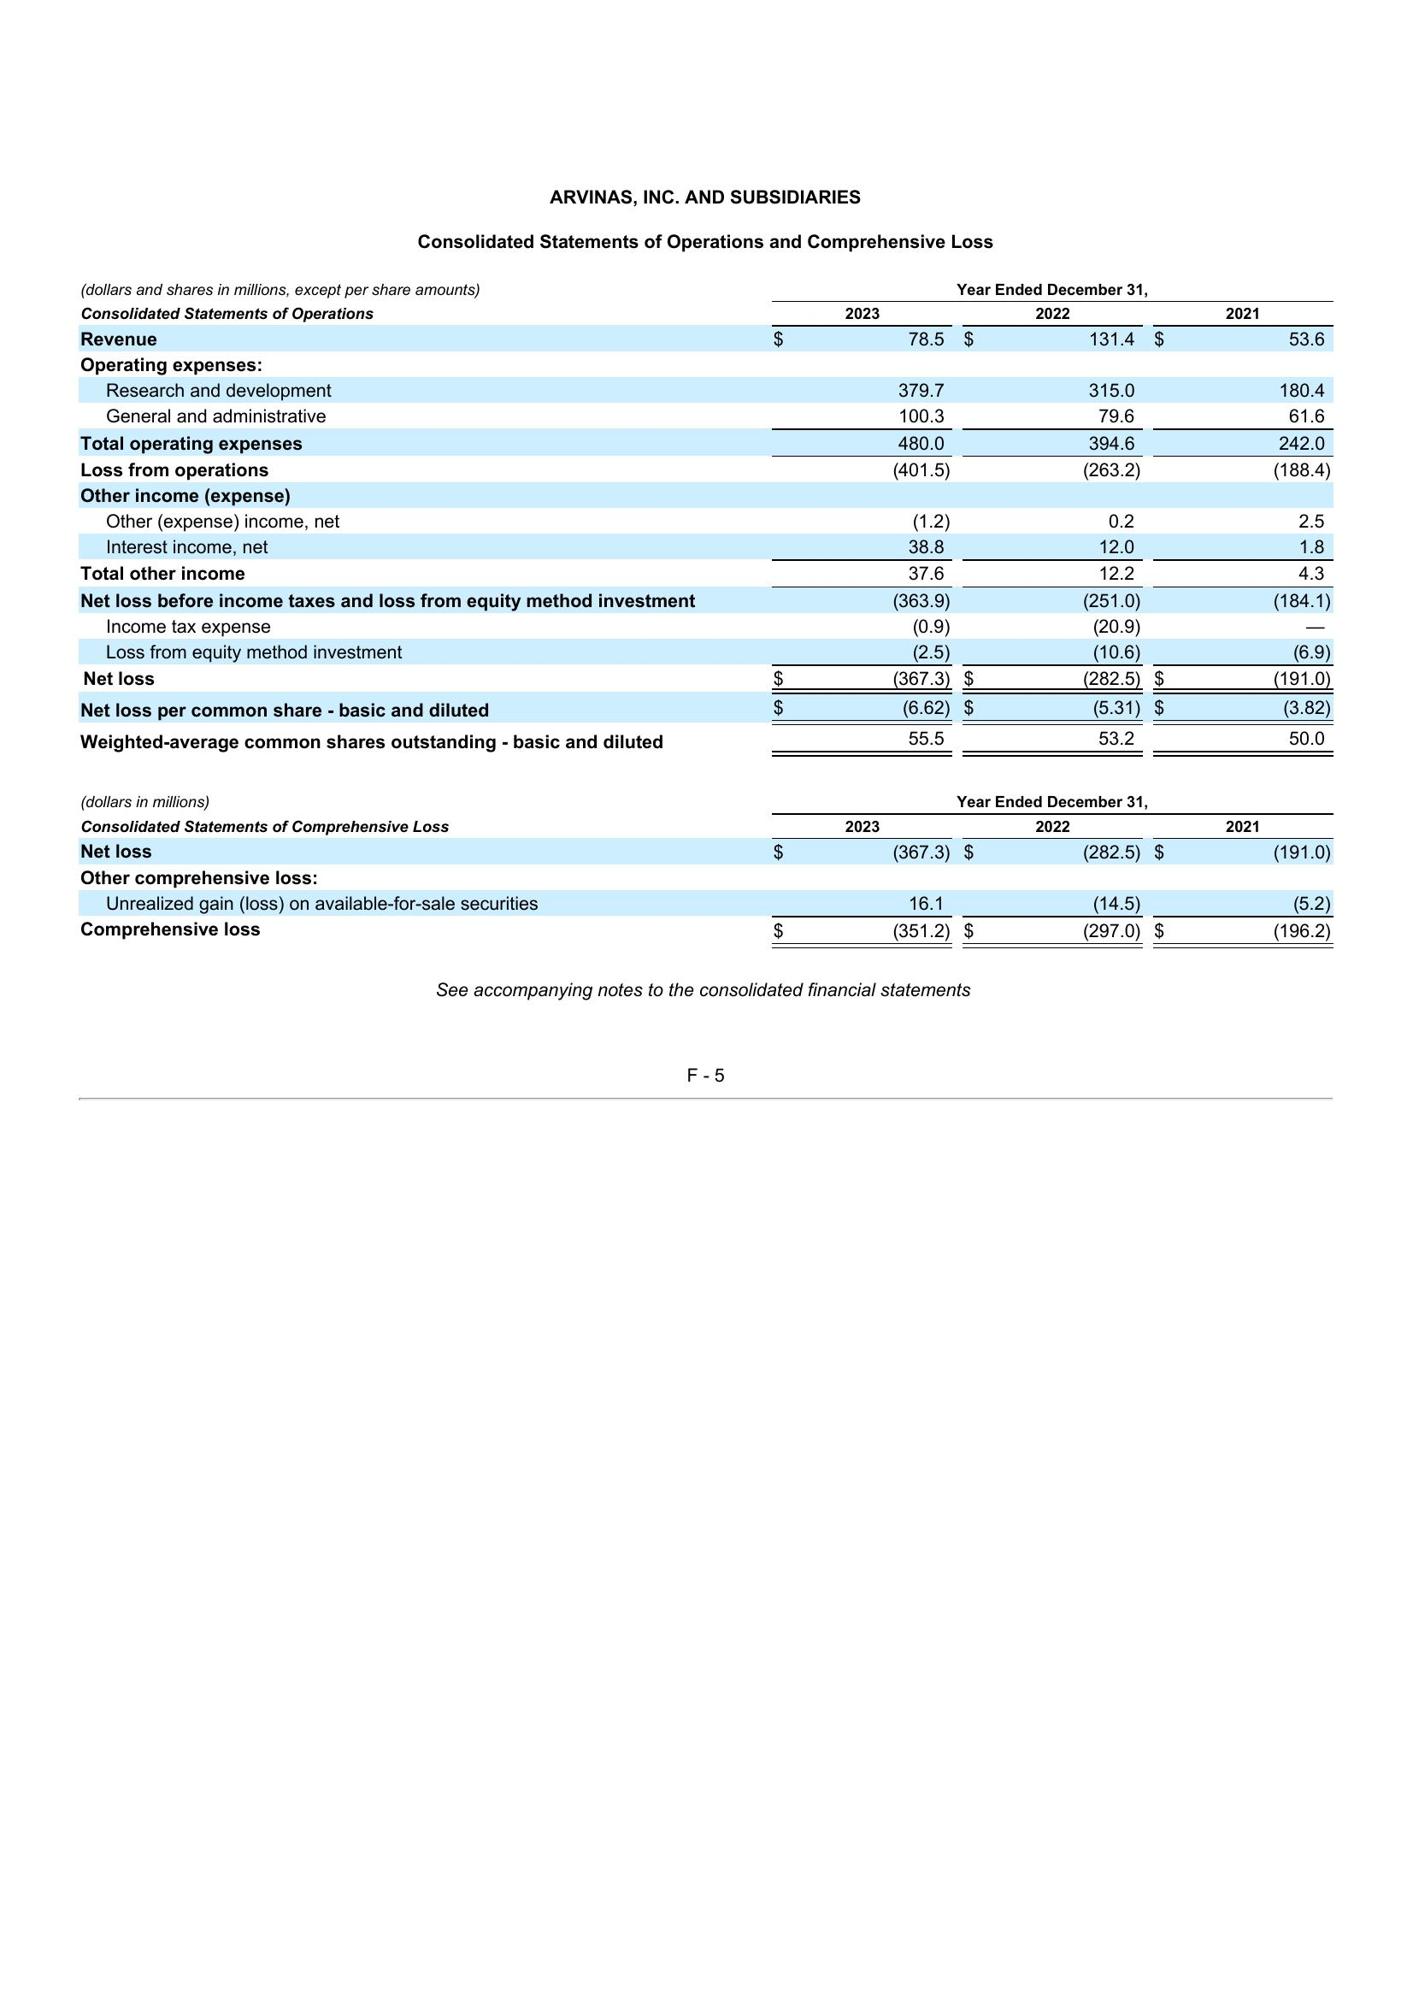 ARVINAS, INC. AND SUBSIDIARIES
Consolidated Statements of Operations and Comprehensive Loss
(dollars and shares in millions, except per share amounts) Year Ended December 31,
Consolidated Statements of Operations 2023 2022 2021
Revenue $ 78.5 $ 131.4 $ 53.6
Operating expenses:
Research and development 379.7 315.0 180.4
General and administrative 100.3 79.6 61.6
Total operating expenses 480.0 394.6 242.0
Loss from operations (401.5) (263.2) (188.4)
Other income (expense)
Other (expense) income, net (1.2) 0.2 2.5
Interest income, net 38.8 12.0 1.8
Total other income 37.6 12.2 4.3
Net loss before income taxes and loss from equity method investment (363.9) (251.0) (184.1)
Income tax expense (0.9) (20.9) —
Loss from equity method investment (2.5) (10.6) (6.9)
Net loss $ (367.3) $ (282.5) $ (191.0)
Net loss per common share - basic and diluted $ (6.62) $ (5.31) $ (3.82)
Weighted-average common shares outstanding - basic and diluted 55.5 53.2 50.0
(dollars in millions) Year Ended December 31,
Consolidated Statements of Comprehensive Loss 2023 2022 2021
Net loss $ (367.3) $ (282.5) $ (191.0)
Other comprehensive loss:
Unrealized gain (loss) on available-for-sale securities 16.1 (14.5) (5.2)
Comprehensive loss $ (351.2) $ (297.0) $ (196.2)
See accompanying notes to the consolidated financial statements
F - 5